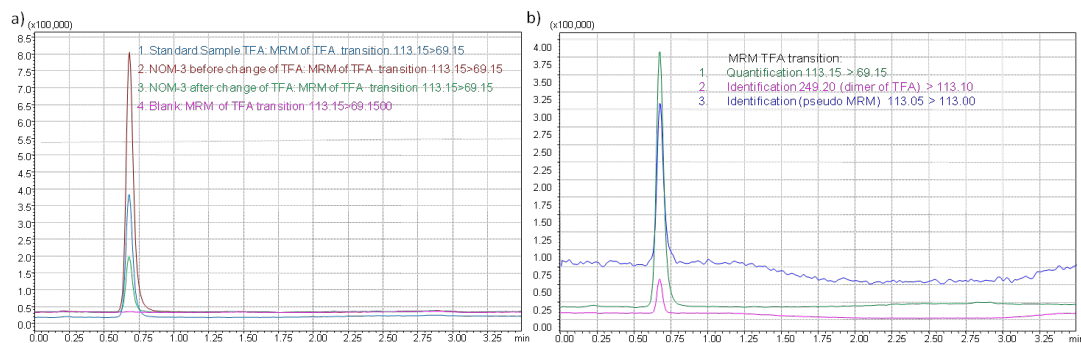 a)
(x100,000)
8.5
8.0
7.5
7.0
6.5
6.0
5.5
5.0
4.5
4.0
3.5
3.0
2.5
2.0
1.5
1.0
0.5
0.0
1. Standard Sample TFA: MRM of TFA transition 113.15>69.15
2. NOM-3 before change of TFA: MRM of TFA transition 113.15>69.15
3. NOM-3 after change of TFA: MRM of TFA transition 113.15>69.15
4. Blank: MRM of TFA transition 113.15>69.1500
0.00 0.25 0.50 0.75 1.00 1.25 1.50 1.75 2.00 2.25 2.50 2.75 3.00 3.25 min
b)
(x100,000)
4.00
3.75
3.25
3.00
2.75
2.50
2.25
2.00
1.75
1.50
1.25
1.00
0.75
0.50
0.25
0.00
MRM TFA transition:
1. Quantification 113.15 > 69.15
2. Identification 249.20 (dimer of TFA) > 113.10
3. Identification (pseudo MRM) 113.05 > 113.00
0.00 0.25 0.50 0.75 1.00 1.25 1.50 1.75 2.00 2.25 2.50 2.75 3.00 3.25 min